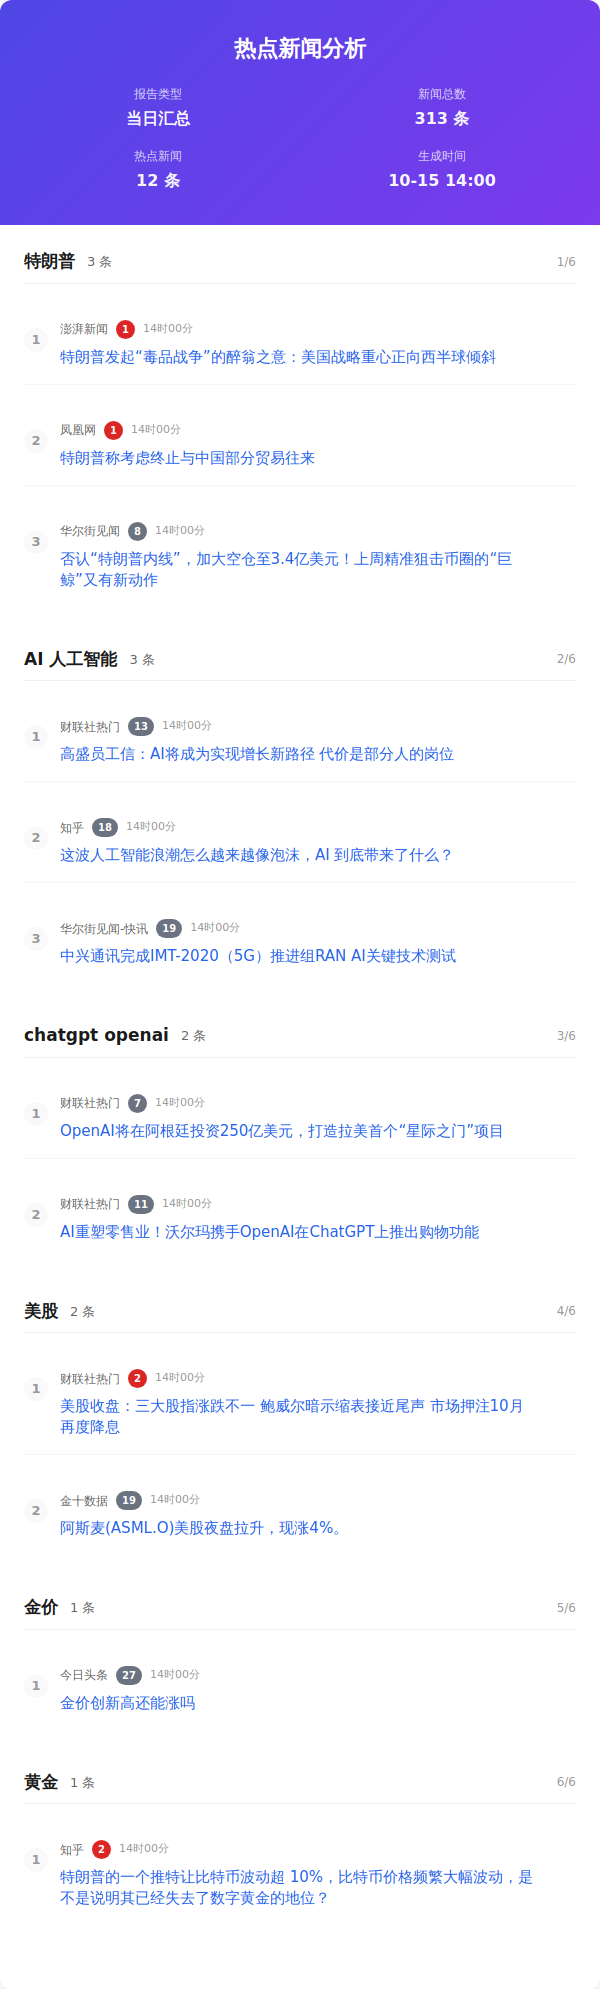 热点新闻分析
报告类型
当日汇总
新闻总数
313 条
热点新闻
12 条
生成时间
10-15 14:00
特朗普 3 条 1/6
1
澎湃新闻 1 14时00分
特朗普发起“毒品战争”的醉翁之意：美国战略重心正向西半球倾斜
2
凤凰网 1 14时00分
特朗普称考虑终止与中国部分贸易往来
3
华尔街见闻 8 14时00分
否认“特朗普内线”，加大空仓至3.4亿美元！上周精准狙击币圈的“巨
鲸”又有新动作
AI 人工智能 3 条 2/6
1
财联社热门 13 14时00分
高盛员工信：AI将成为实现增长新路径 代价是部分人的岗位
2
知乎 18 14时00分
这波人工智能浪潮怎么越来越像泡沫，AI 到底带来了什么？
3
华尔街见闻-快讯 19 14时00分
中兴通讯完成IMT-2020（5G）推进组RAN AI关键技术测试
chatgpt openai 2 条 3/6
1
财联社热门 7 14时00分
OpenAI将在阿根廷投资250亿美元，打造拉美首个“星际之门”项目
2
财联社热门 11 14时00分
AI重塑零售业！沃尔玛携手OpenAI在ChatGPT上推出购物功能
美股 2 条 4/6
1
财联社热门 2 14时00分
美股收盘：三大股指涨跌不一 鲍威尔暗示缩表接近尾声 市场押注10月
再度降息
2
金十数据 19 14时00分
阿斯麦(ASML.O)美股夜盘拉升，现涨4%。
金价 1 条 5/6
1
今日头条 27 14时00分
金价创新高还能涨吗
黄金 1 条 6/6
1
知乎 2 14时00分
特朗普的一个推特让比特币波动超 10%，比特币价格频繁大幅波动，是
不是说明其已经失去了数字黄金的地位？